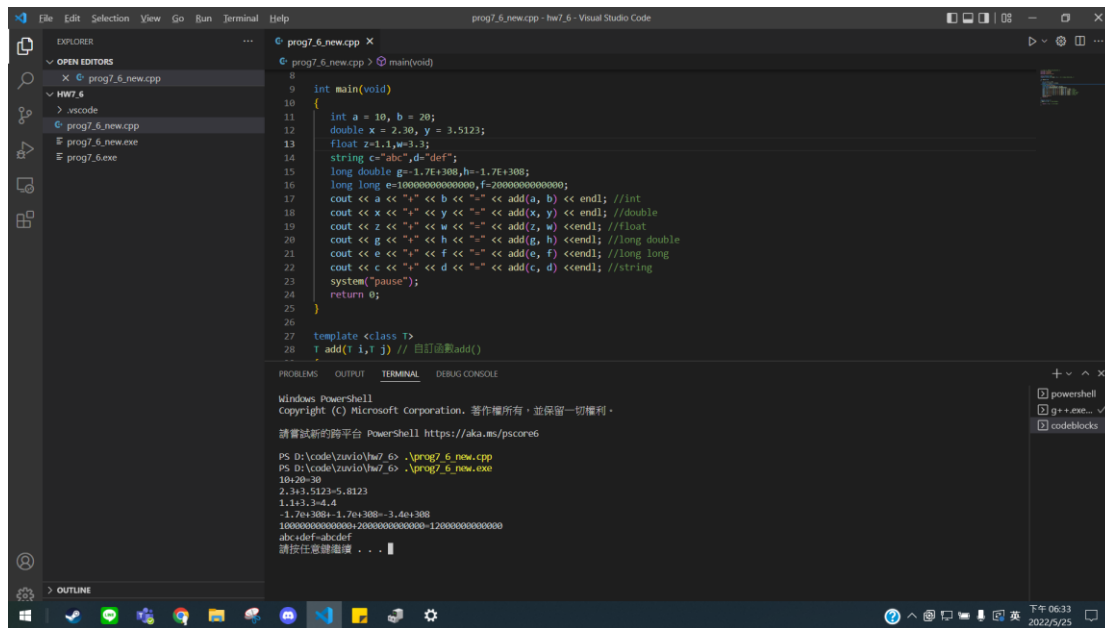 File Edit Selection View Go Run Terminal Help
prog7_6_new.cpp - hw7_6 - Visual Studio Code
EXPLORER
OPEN EDITORS
prog7_6_new.cpp
HW7_6
.vscode
prog7_6_new.cpp
prog7_6_new.exe
prog7_6.exe
OUTLINE
prog7_6_new.cpp
prog7_6_new.cpp > main(void)
8
9 int main(void)
10 {
11 int a = 10, b = 20;
12 double x = 2.30, y = 3.5123;
13 float z=1.1,w=3.3;
14 string c="abc",d="def";
15 long double g=-1.7E+308,h=-1.7E+308;
16 long long e=10000000000000,f=2000000000000;
17 cout << a << "+" << b << "=" << add(a, b) << endl; //int
18 cout << x << "+" << y << "=" << add(x, y) << endl; //double
19 cout << z << "+" << w << "=" << add(z, w) <<endl; //float
20 cout << g << "+" << h << "=" << add(g, h) <<endl; //long double
21 cout << e << "+" << f << "=" << add(e, f) <<endl; //long long
22 cout << c << "+" << d << "=" << add(c, d) <<endl; //string
23 system("pause");
24 return 0;
25 }
26
27 template <class T>
28 T add(T i,T j) // 自訂函數add()
PROBLEMS OUTPUT TERMINAL DEBUG CONSOLE
Windows PowerShell
Copyright (C) Microsoft Corporation. 著作權所有，並保留一切權利。
請嘗試新的跨平台 PowerShell https://aka.ms/pscore6
PS D:\code\zuvio\hw7_6> .\prog7_6_new.cpp
PS D:\code\zuvio\hw7_6> .\prog7_6_new.exe
10+20=30
2.3+3.5123=5.8123
1.1+3.3=4.4
-1.7e+308+-1.7e+308=-3.4e+308
10000000000000+2000000000000=12000000000000
abc+def=abcdef
請按任意鍵繼續 . . .
powershell
g++.exe...
codeblocks
英
下午 06:33
2022/5/25